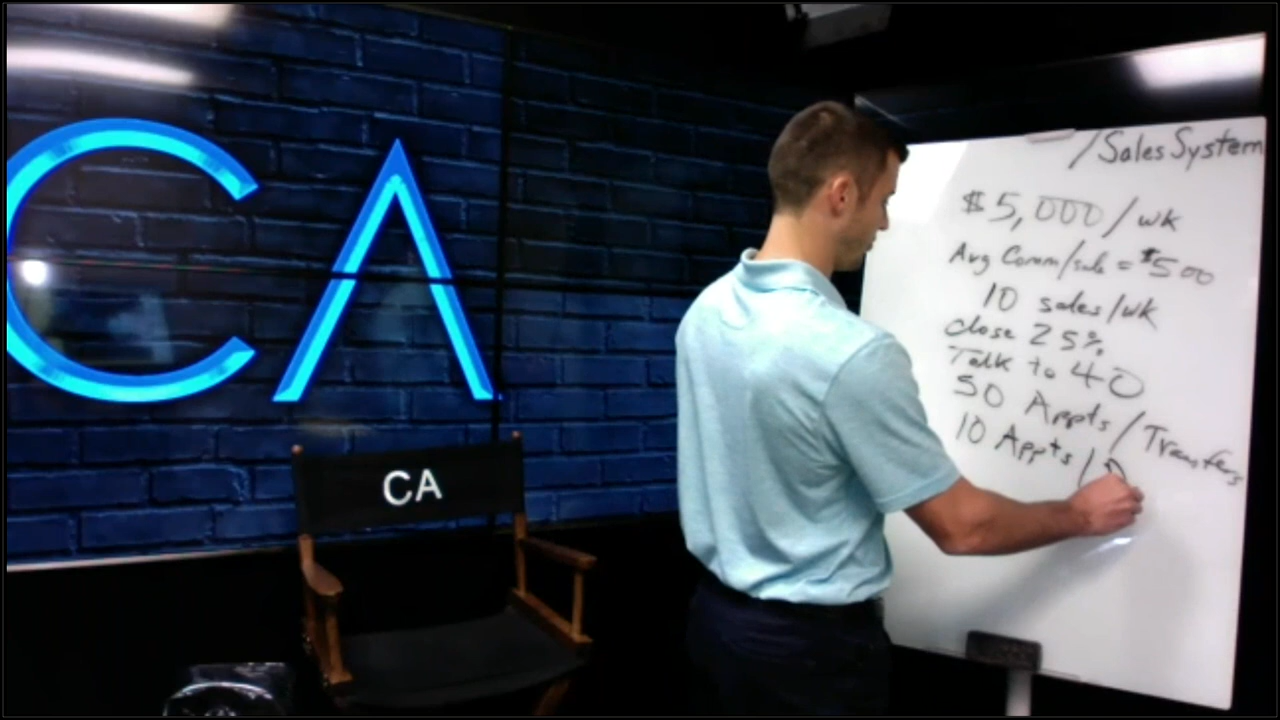 CA
CA
/Sales System
$5,000/wk
Avg Comm/sale = $500
10 sales/wk
Close 25%
Talk to 40
50 Appts/Transfers
10 Appts/